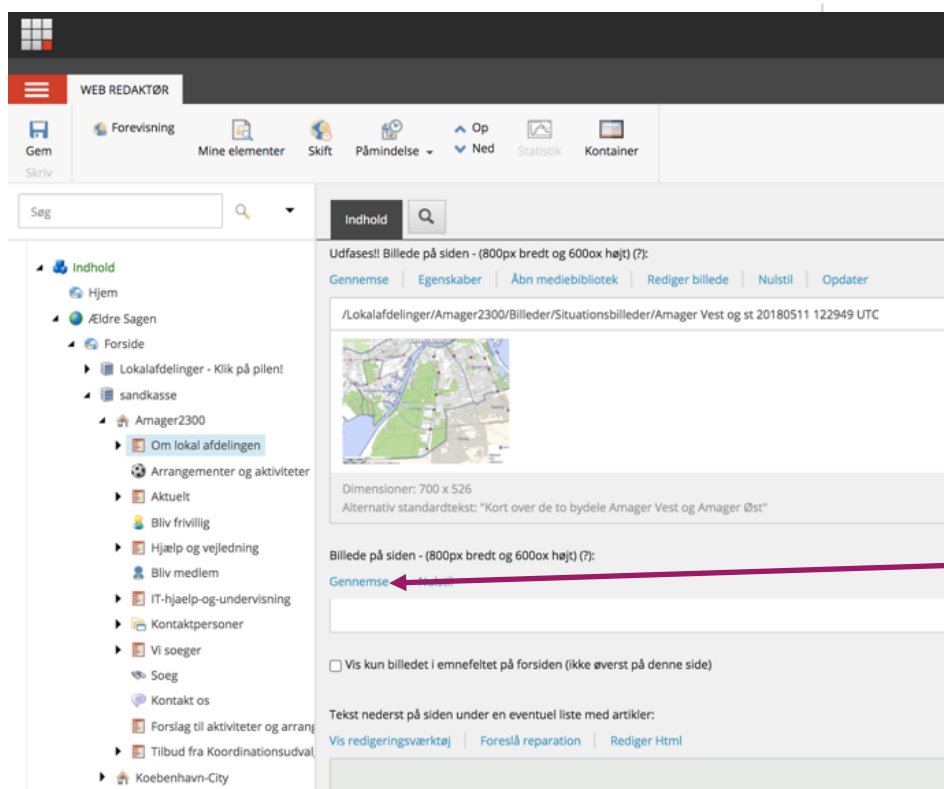 WEB REDAKTØR
Gem
Skriv
Forevisning
Mine elementer
Skift
Påmindelse
Op
Ned
Statistik
Kontainer
Søg
Indhold
Hjem
Ældre Sagen
Forside
Lokalafdelinger - Klik på pilen!
sandkasse
Amager2300
Om lokal afdelingen
Arrangementer og aktiviteter
Aktuelt
Bliv frivillig
Hjælp og vejledning
Bliv medlem
IT-hjaelp-og-undervisning
Kontaktpersoner
Vi soeger
Soeg
Kontakt os
Forslag til aktiviteter og arrang
Tilbud fra Koordinationsudval
Koebenhavn-City
Indhold
Udfases!! Billede på siden - (800px bredt og 600ox højt) (?):
Gennemse Egenskaber Åbn mediebibliotek Rediger billede Nulstil Opdater
/Lokalafdelinger/Amager2300/Billeder/Situationsbilleder/Amager Vest og st 20180511 122949 UTC
Dimensioner: 700 x 526
Alternativ standardtekst: "Kort over de to bydele Amager Vest og Amager Øst"
Billede på siden - (800px bredt og 600ox højt) (?):
Gennemse Nulstil
Vis kun billedet i emnefeltet på forsiden (ikke øverst på denne side)
Tekst nederst på siden under en eventuel liste med artikler:
Vis redigeringsværktøj Foreslå reparation Rediger Html